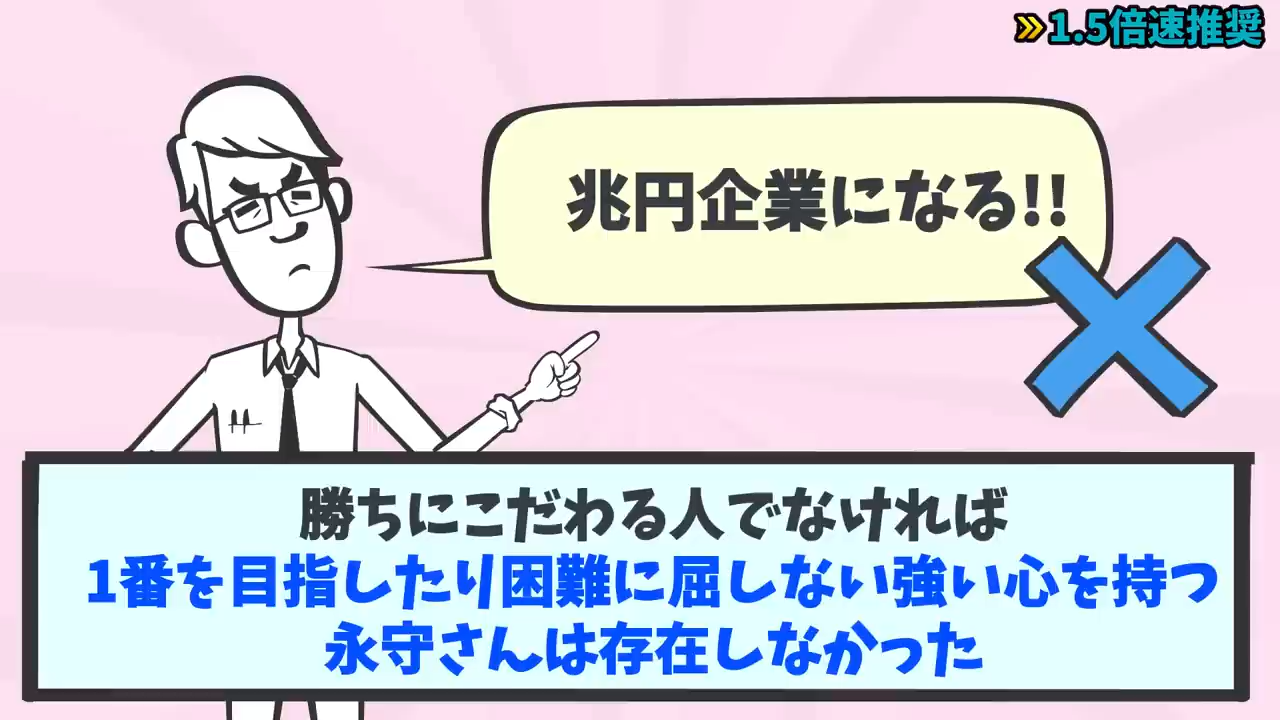 1.5倍速推奨
兆円企業になる!!
勝ちにこだわる人でなければ
1番を目指したり困難に屈しない強い心を持つ
永守さんは存在しなかった